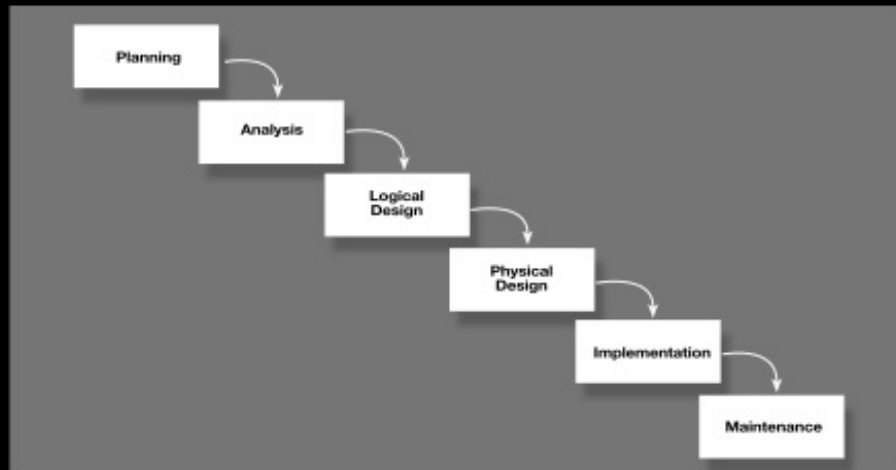 Planning
Analysis
Logical
Design
Physical
Design
Implementation
Maintenance